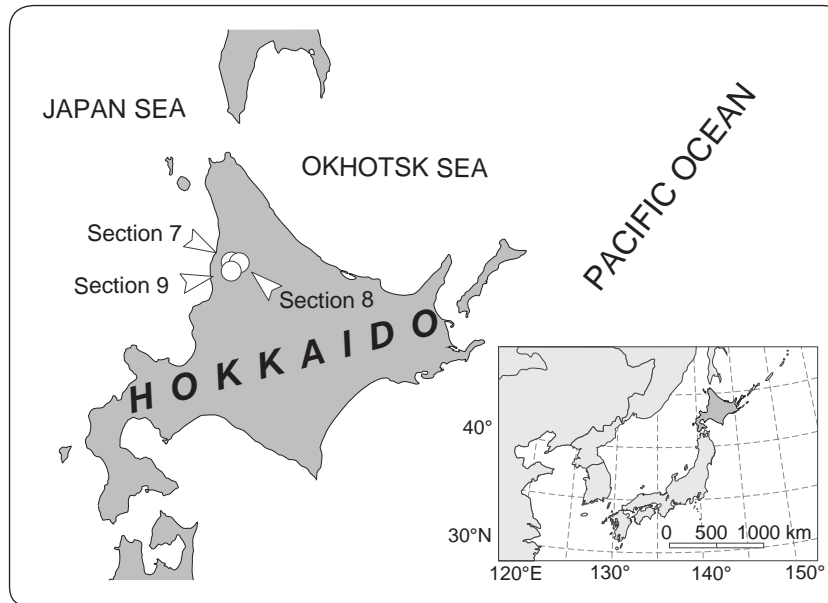 JAPAN SEA
OKHOTSK SEA
PACIFIC OCEAN
Section 7
Section 9
Section 8
HOKKAIDO
40°
30°N
0 500 1000 km
120°E 130° 140° 150°